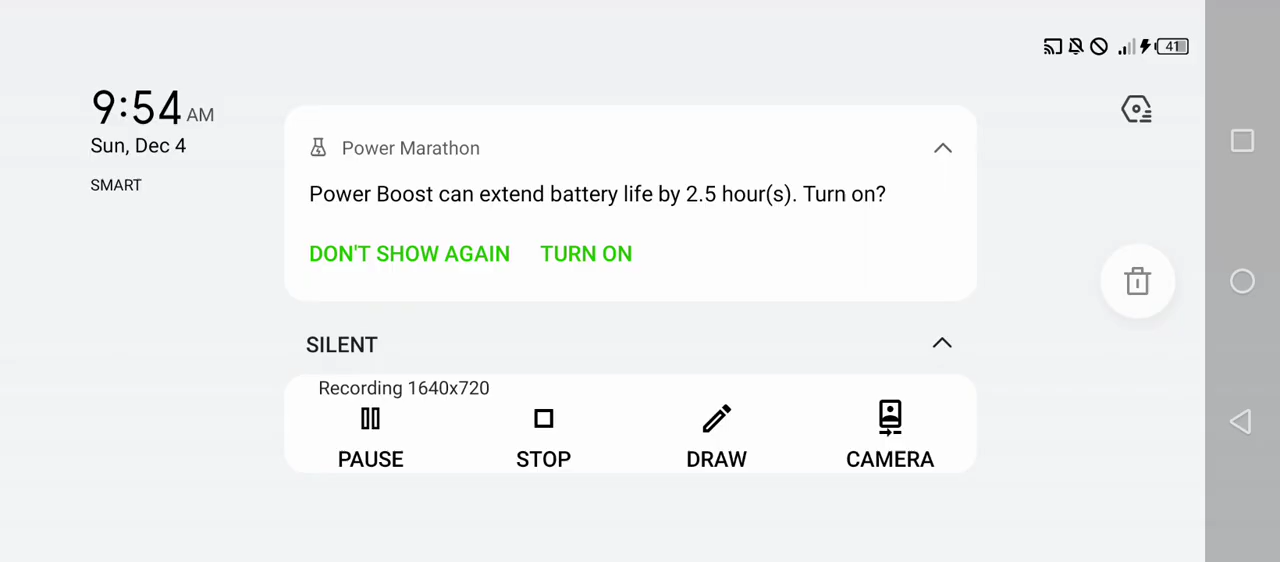 41
9:54 AM
Sun, Dec 4
SMART
Power Marathon
Power Boost can extend battery life by 2.5 hour(s). Turn on?
DON'T SHOW AGAIN TURN ON
SILENT
Recording 1640x720
PAUSE STOP DRAW CAMERA